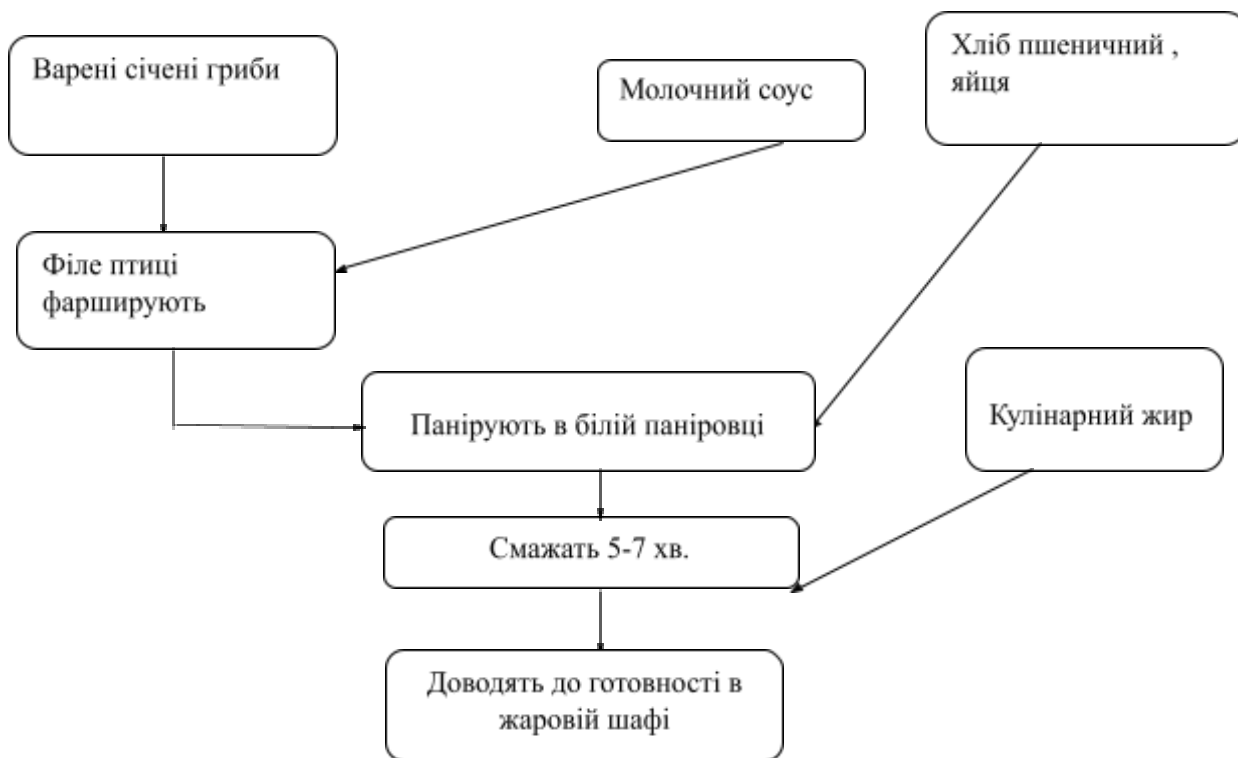 Варені січені гриби
Молочний соус
Хліб пшеничний ,
яйця
Філе птиці
фарширують
Панірують в білій паніровці
Кулінарний жир
Смажать 5-7 хв.
Доводять до готовності в
жаровій шафі